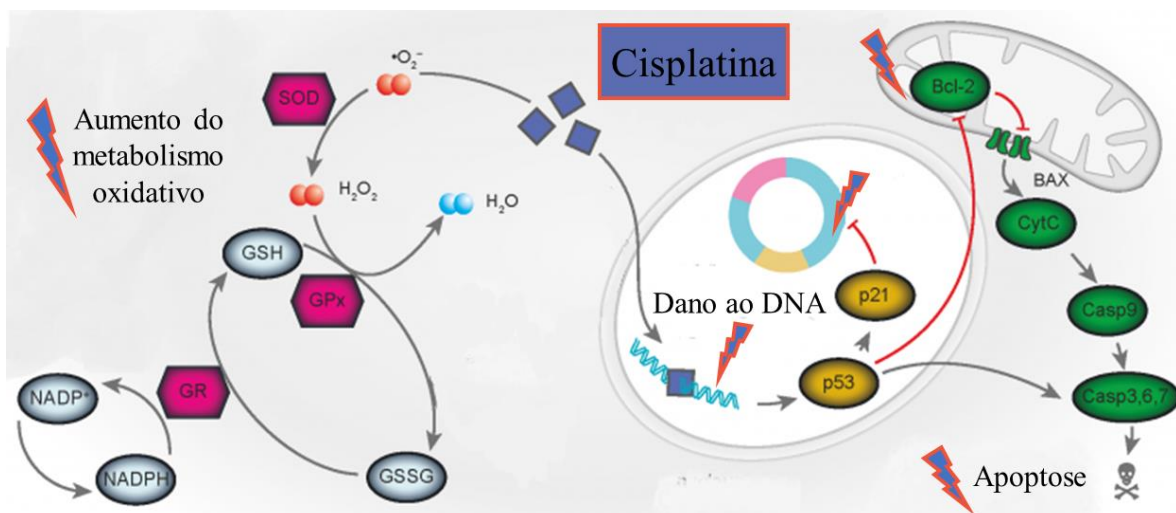 Cisplatina
•O₂⁻
SOD
Aumento do
metabolismo
oxidativo
H₂O₂
H₂O
GSH
GPx
GR
NADP⁺
NADPH
GSSG
Bcl-2
BAX
CytC
Casp9
Casp3,6,7
Dano ao DNA
p21
p53
Apoptose